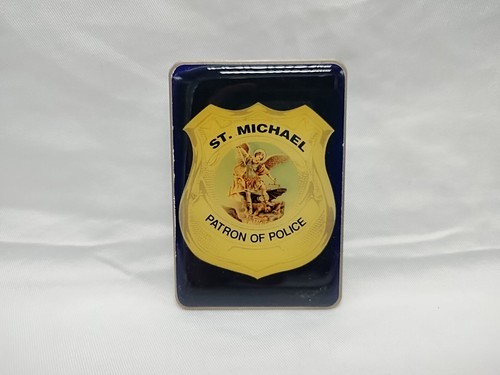 ST. MICHAEL
PATRON OF POLICE